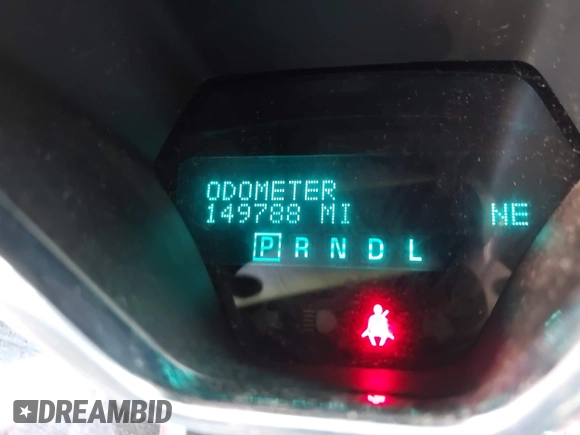 ODOMETER
149788 MI NE
P R N D L
DREAMBID